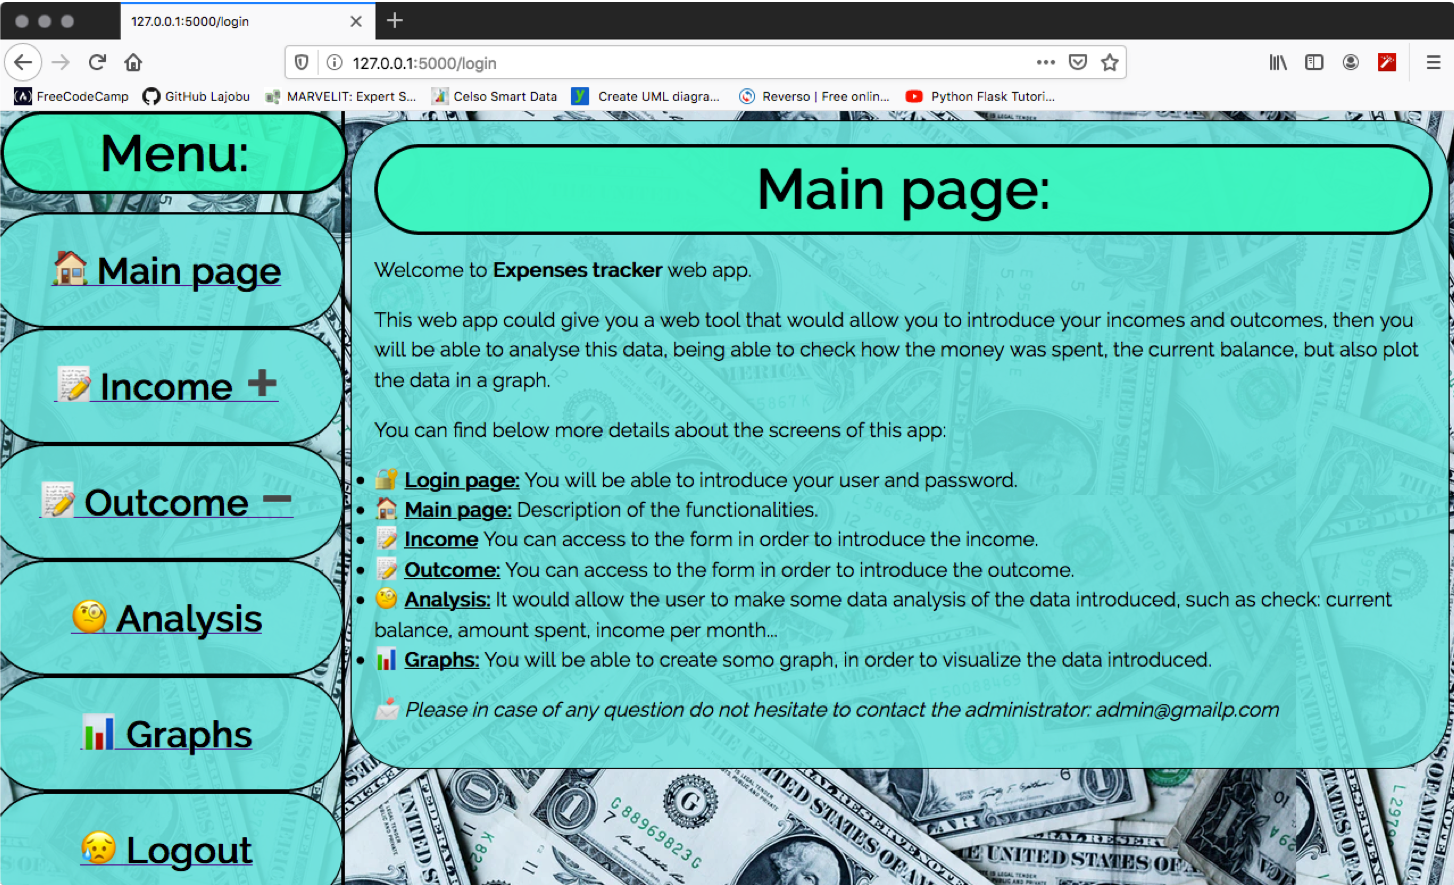 127.0.0.1:5000/login
127.0.0.1:5000/login
FreeCodeCamp GitHub Lajobu MARVELIT: Expert S... Celso Smart Data Create UML diagra... Reverso | Free onlin... Python Flask Tutori...
Menu:
Main page
Income
Outcome
Analysis
Graphs
Logout
Main page:
Welcome to Expenses tracker web app.
This web app could give you a web tool that would allow you to introduce your incomes and outcomes, then you
will be able to analyse this data, being able to check how the money was spent, the current balance, but also plot
the data in a graph.
You can find below more details about the screens of this app:
Login page: You will be able to introduce your user and password.
Main page: Description of the functionalities.
Income You can access to the form in order to introduce the income.
Outcome: You can access to the form in order to introduce the outcome.
Analysis: It would allow the user to make some data analysis of the data introduced, such as check: current
balance, amount spent, income per month...
Graphs: You will be able to create somo graph, in order to visualize the data introduced.
Please in case of any question do not hesitate to contact the administrator: admin@gmailp.com
G 88969823 G
E UNITED STATES OF